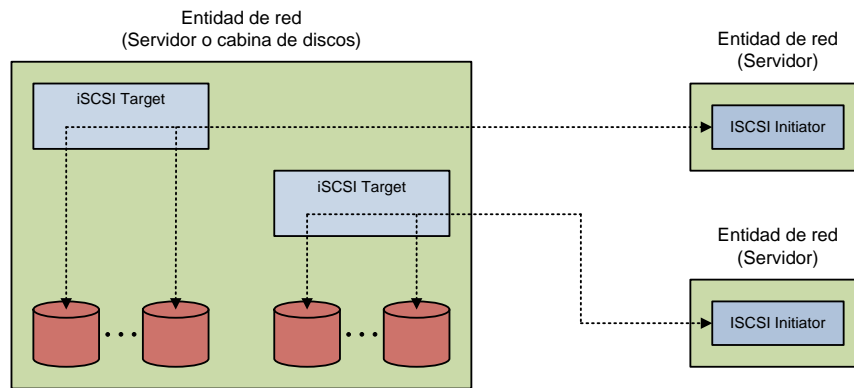 Entidad de red
(Servidor o cabina de discos)
iSCSI Target
iSCSI Target
Entidad de red
(Servidor)
ISCSI Initiator
Entidad de red
(Servidor)
ISCSI Initiator